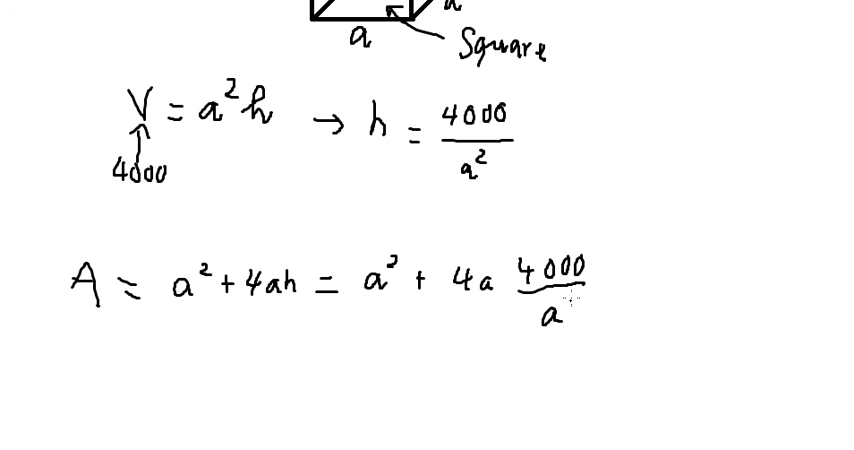 a
a
Square
V = a²h → h = 4000/a²
4000
A = a² + 4ah = a² + 4a 4000/a